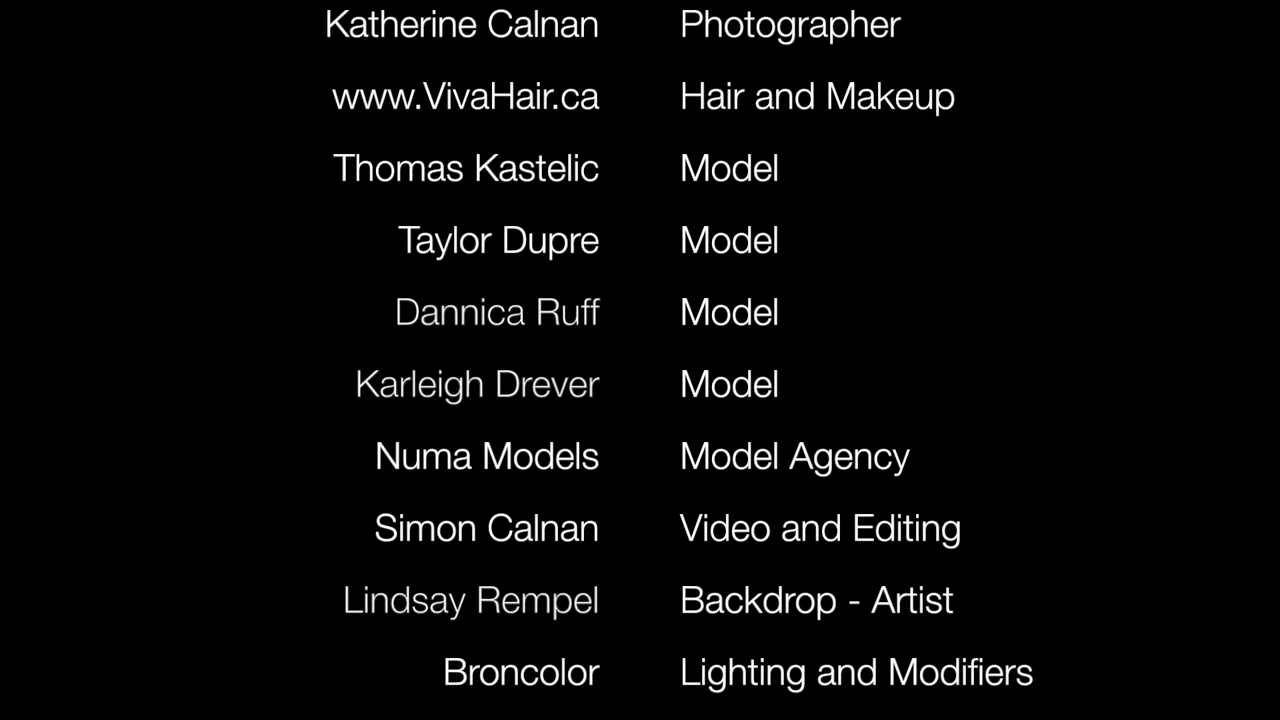 Katherine Calnan Photographer
www.VivaHair.ca Hair and Makeup
Thomas Kastelic Model
Taylor Dupre Model
Dannica Ruff Model
Karleigh Drever Model
Numa Models Model Agency
Simon Calnan Video and Editing
Lindsay Rempel Backdrop - Artist
Broncolor Lighting and Modifiers